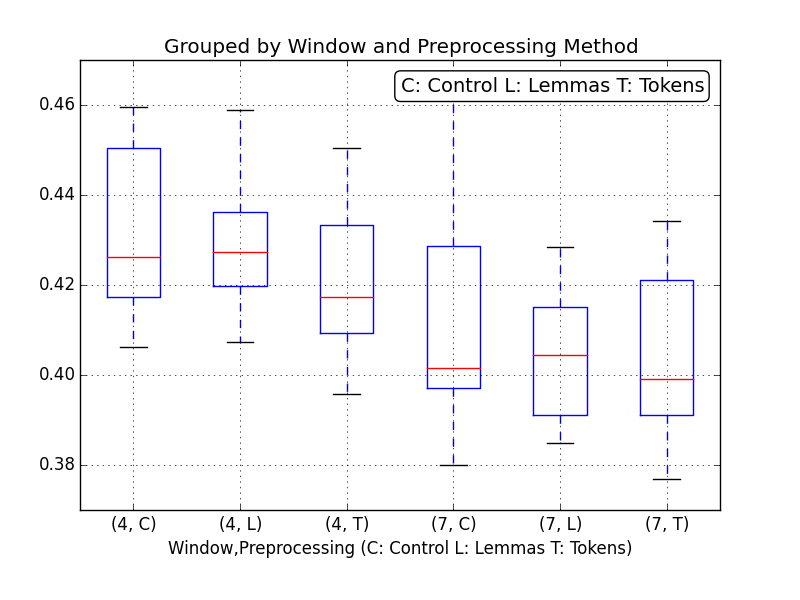 Grouped by Window and Preprocessing Method
C: Control L: Lemmas T: Tokens
0.46
0.44
0.42
0.40
0.38
(4, C) (4, L) (4, T) (7, C) (7, L) (7, T)
Window,Preprocessing (C: Control L: Lemmas T: Tokens)